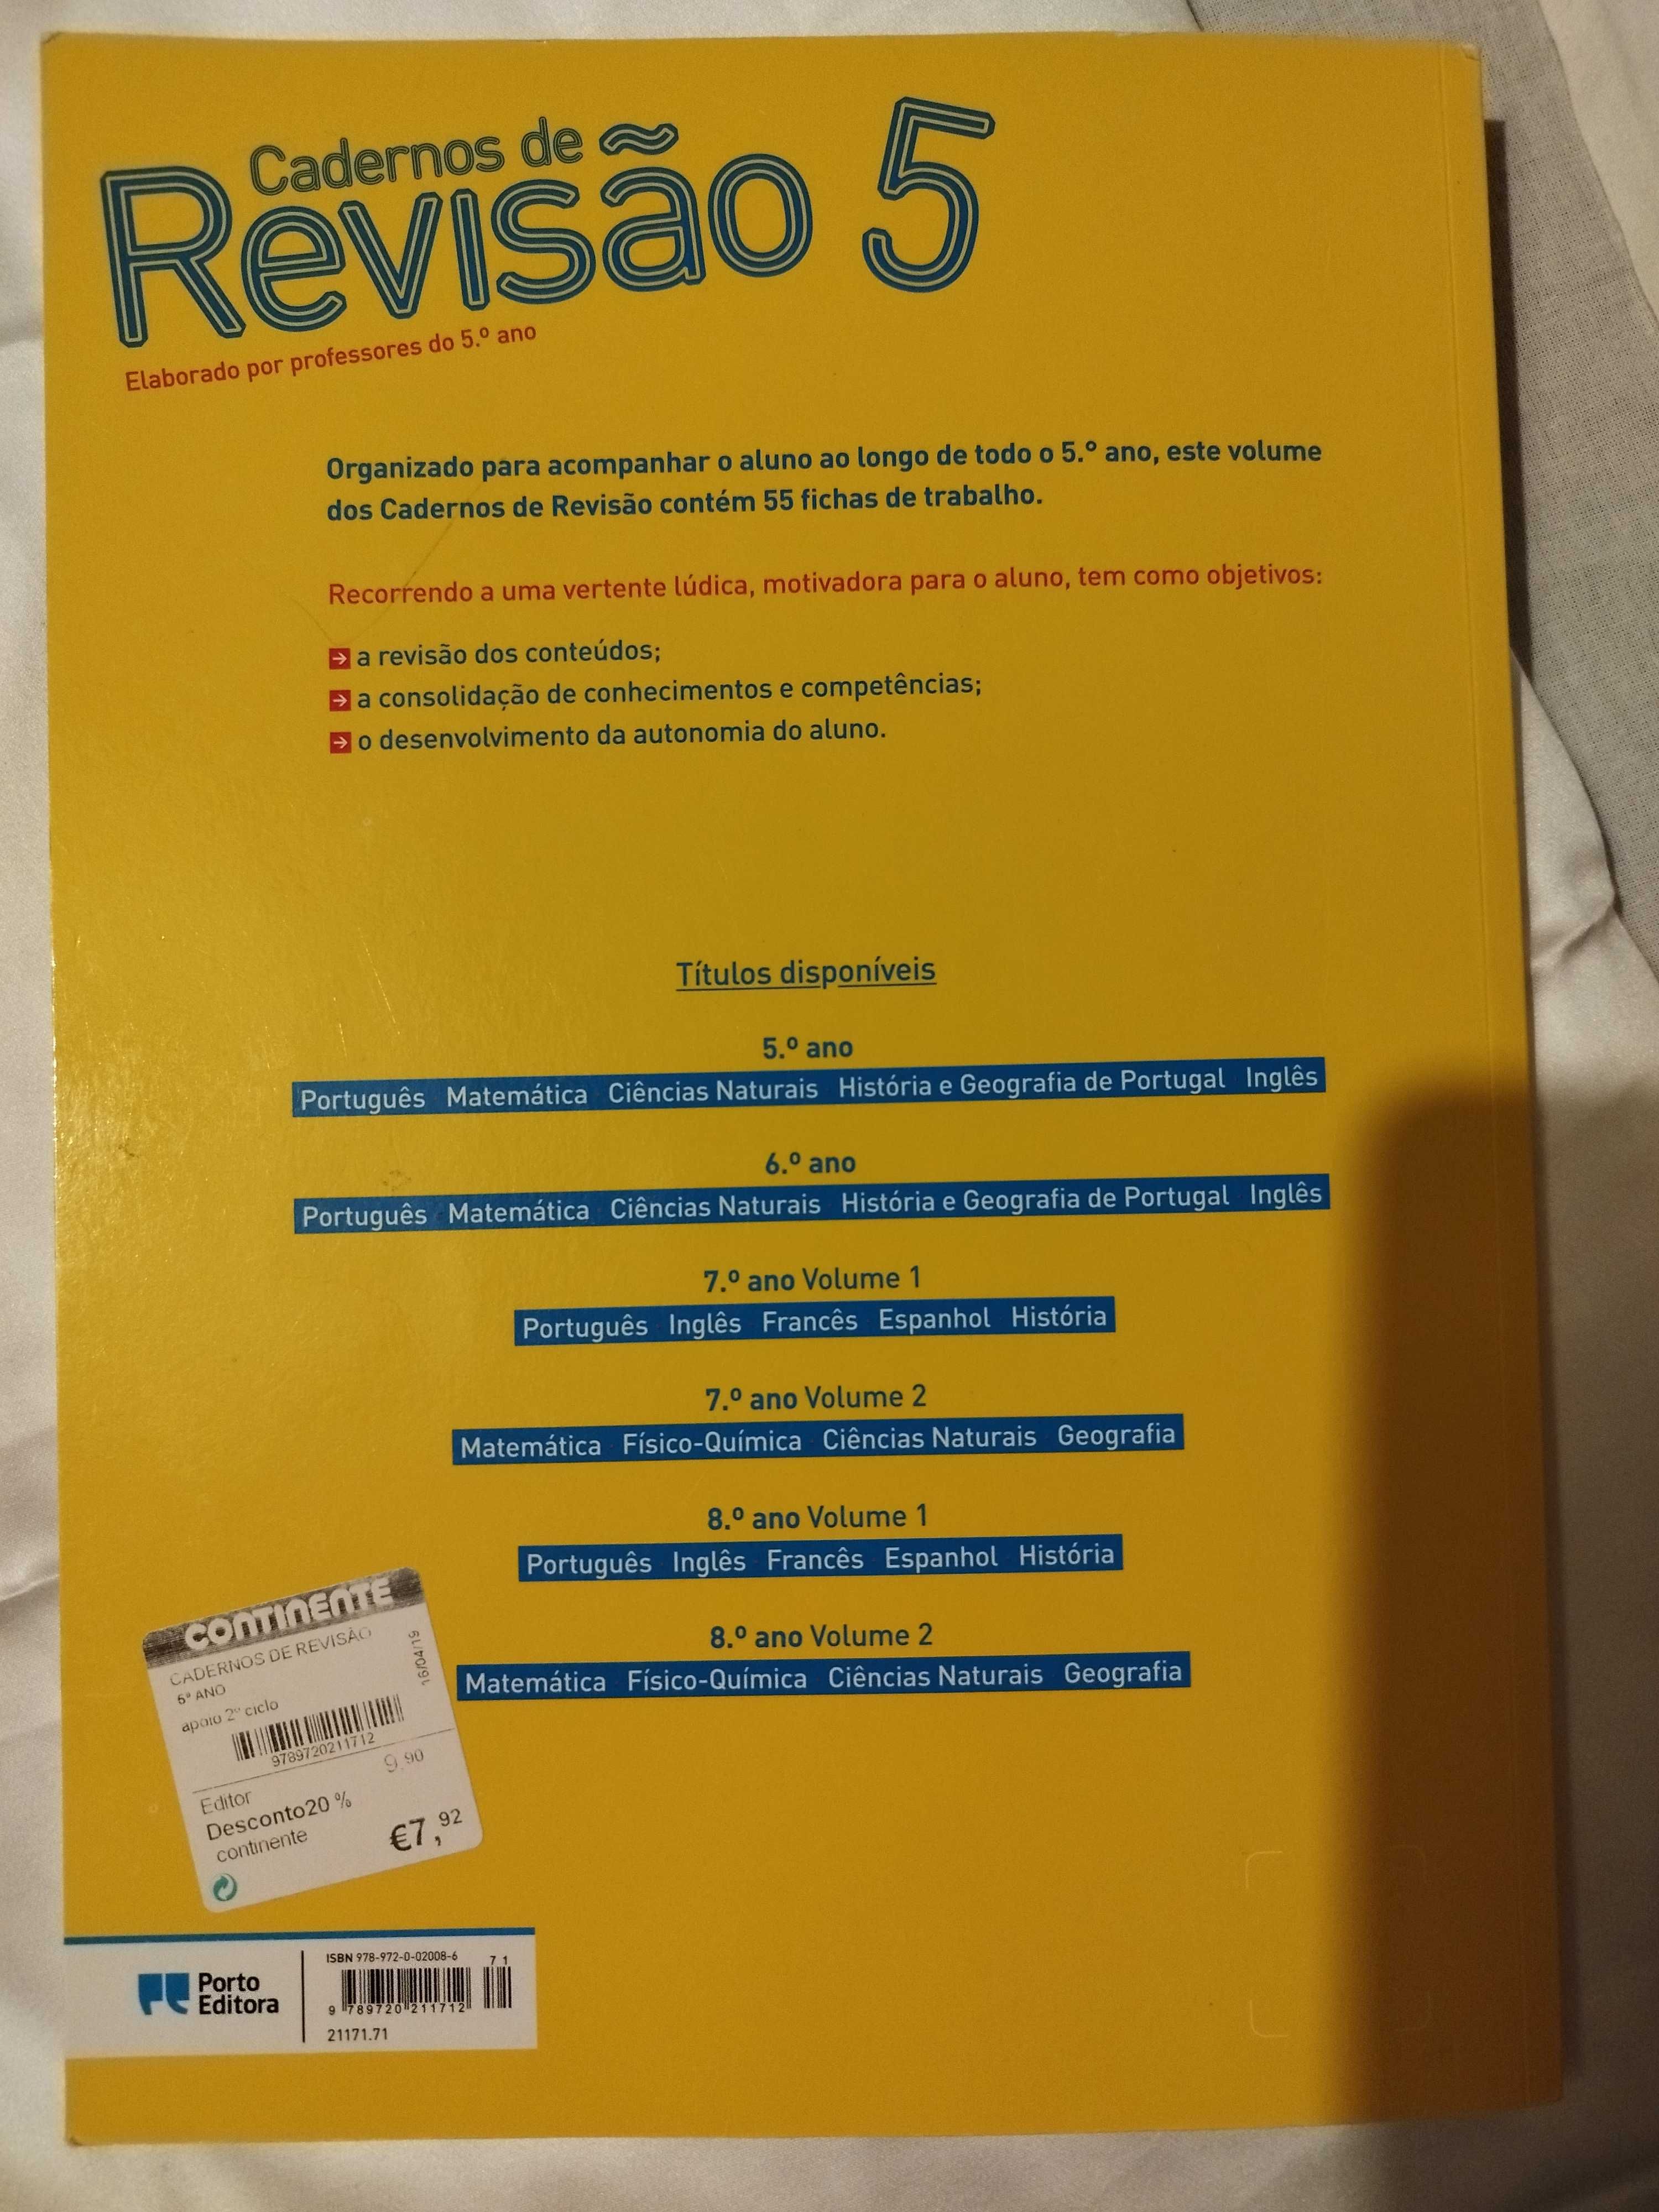 Cadernos de
Revisão 5
Elaborado por professores do 5.º ano
Organizado para acompanhar o aluno ao longo de todo o 5.º ano, este volume
dos Cadernos de Revisão contém 55 fichas de trabalho.
Recorrendo a uma vertente lúdica, motivadora para o aluno, tem como objetivos:
→ a revisão dos conteúdos;
→ a consolidação de conhecimentos e competências;
→ o desenvolvimento da autonomia do aluno.
Títulos disponíveis
5.º ano
Português Matemática Ciências Naturais História e Geografia de Portugal Inglês
6.º ano
Português Matemática Ciências Naturais História e Geografia de Portugal Inglês
7.º ano Volume 1
Português Inglês Francês Espanhol História
7.º ano Volume 2
Matemática Físico-Química Ciências Naturais Geografia
8.º ano Volume 1
Português Inglês Francês Espanhol História
8.º ano Volume 2
Matemática Físico-Química Ciências Naturais Geografia
CONTINENTE
CADERNOS DE REVISÃO
16/04/19
6º ANO
apoio 2º ciclo
9789720211712
9,90
Editor
Desconto20 %
continente
€7,92
Porto
Editora
ISBN 978-972-0-02008-6
7 1
9 789720 211712
21171.71